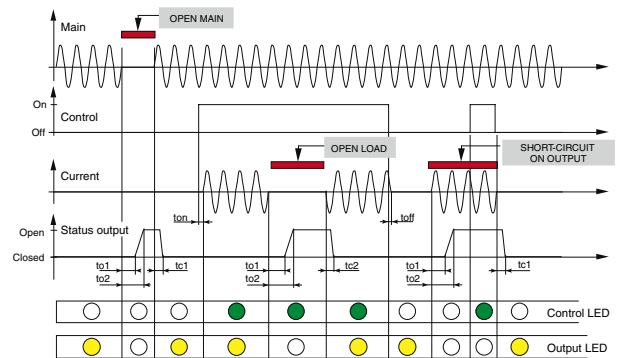 Main
OPEN MAIN
On
Control
Off
OPEN LOAD
SHORT-CIRCUIT
ON OUTPUT
Current
ton
toff
Open
Status output
Closed
to1
tc1
to2
to1
tc2
to2
to1
tc1
to2
Control LED
Output LED